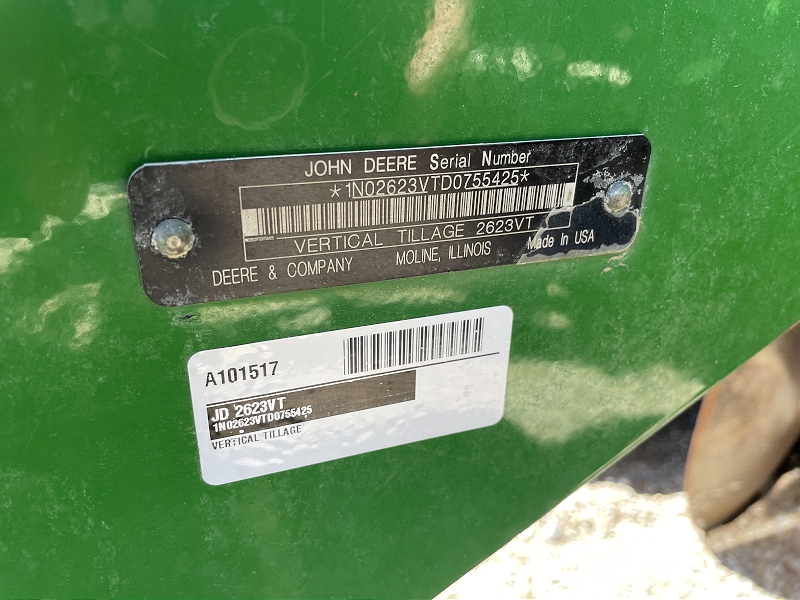 JOHN DEERE Serial Number
*1N02623VTD0755425*
VERTICAL TILLAGE 2623VT
DEERE & COMPANY MOLINE, ILLINOIS Made In USA
A101517
JD 2623VT
1N02623VTD0755425
VERTICAL TILLAGE